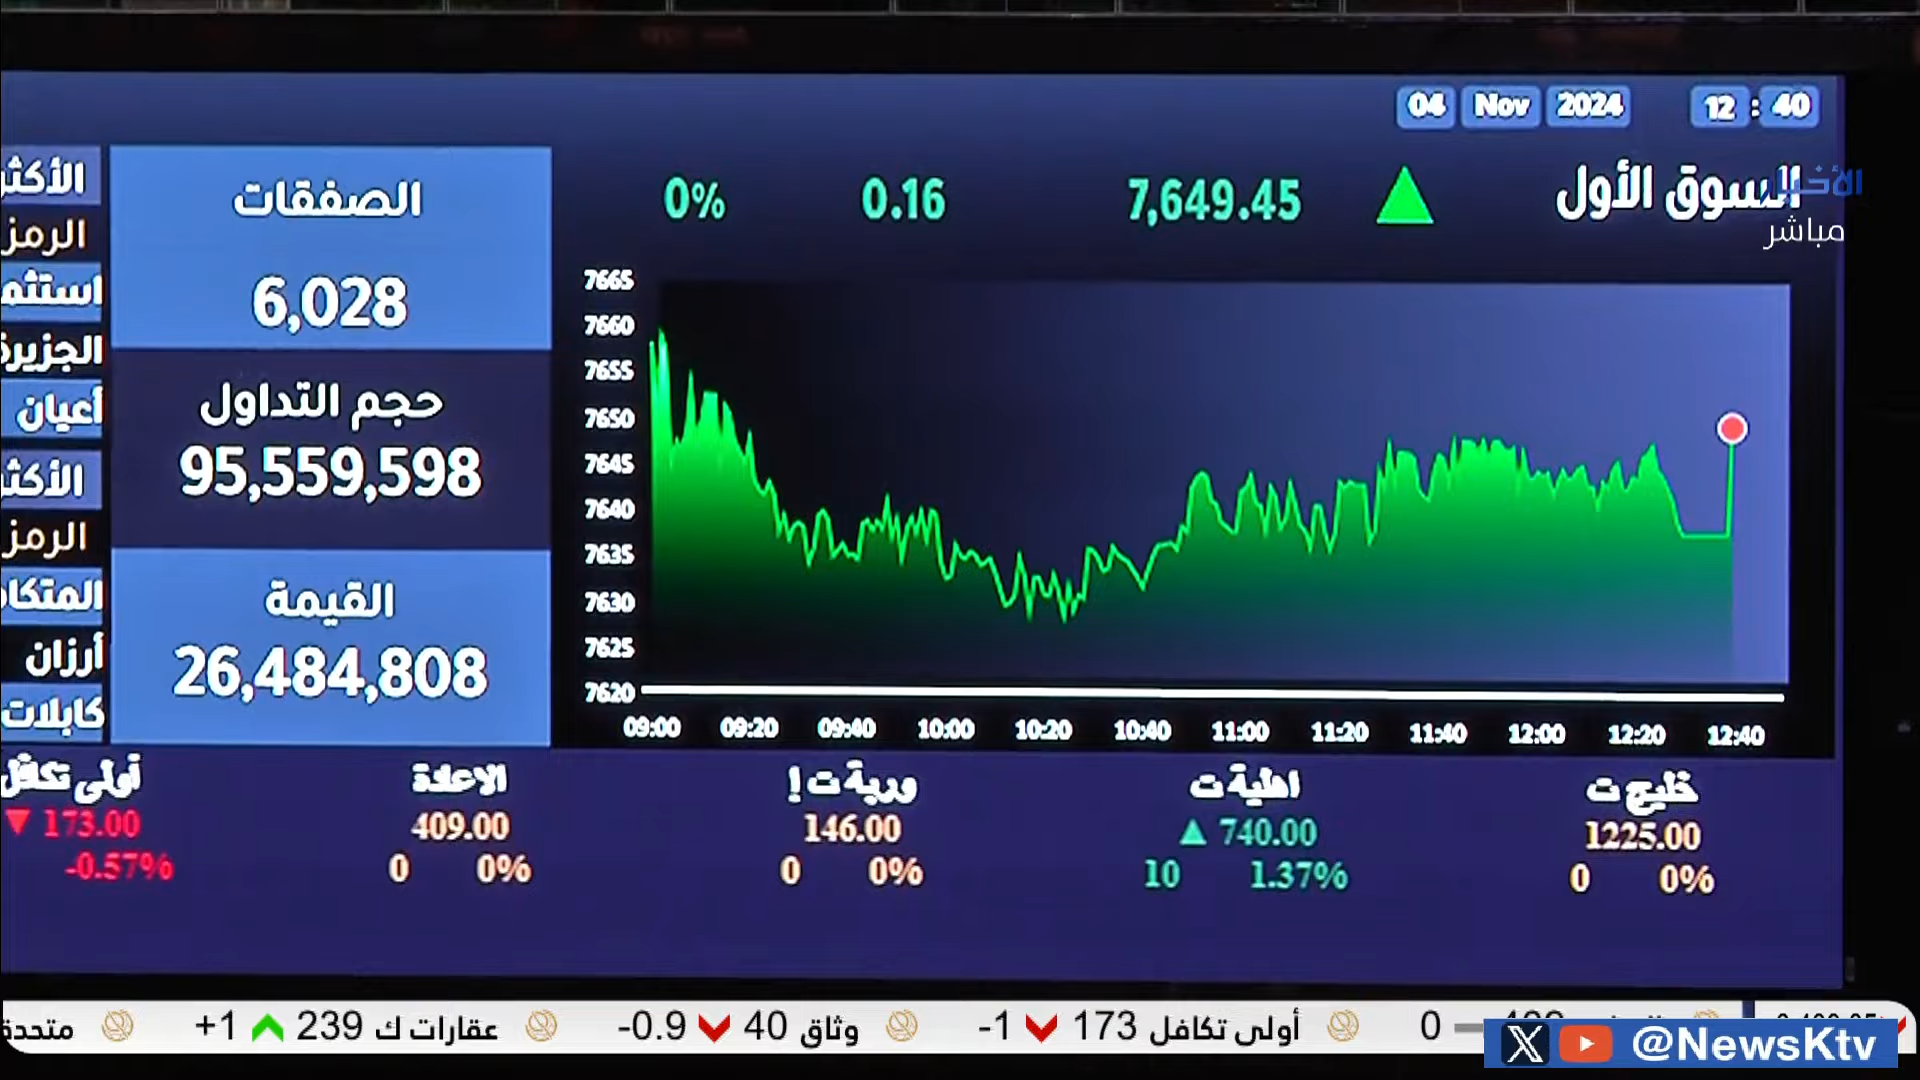 04 Nov 2024 12 : 40
السوق الأول
7,649.45 0.16 0%
مباشر
الصفقات
6,028
حجم التداول
95,559,598
القيمة
26,484,808
الرمز
الجزيرة
أعيان
الرمز
أرزان
كابلات
7665
7660
7655
7650
7645
7640
7635
7630
7625
7620
09:00 09:20 09:40 10:00 10:20 10:40 11:00 11:20 11:40 12:00 12:20 12:40
خليج ت
1225.00
0 0%
اهلية ت
740.00
10 1.37%
وربة ت إ
146.00
0 0%
الاعادة
409.00
0 0%
أولى تكافل
173.00
-0.57%
0
أولى تكافل 173 -1
وثاق 40 -0.9
عقارات ك 239 +1
متحدة
@NewsKtv